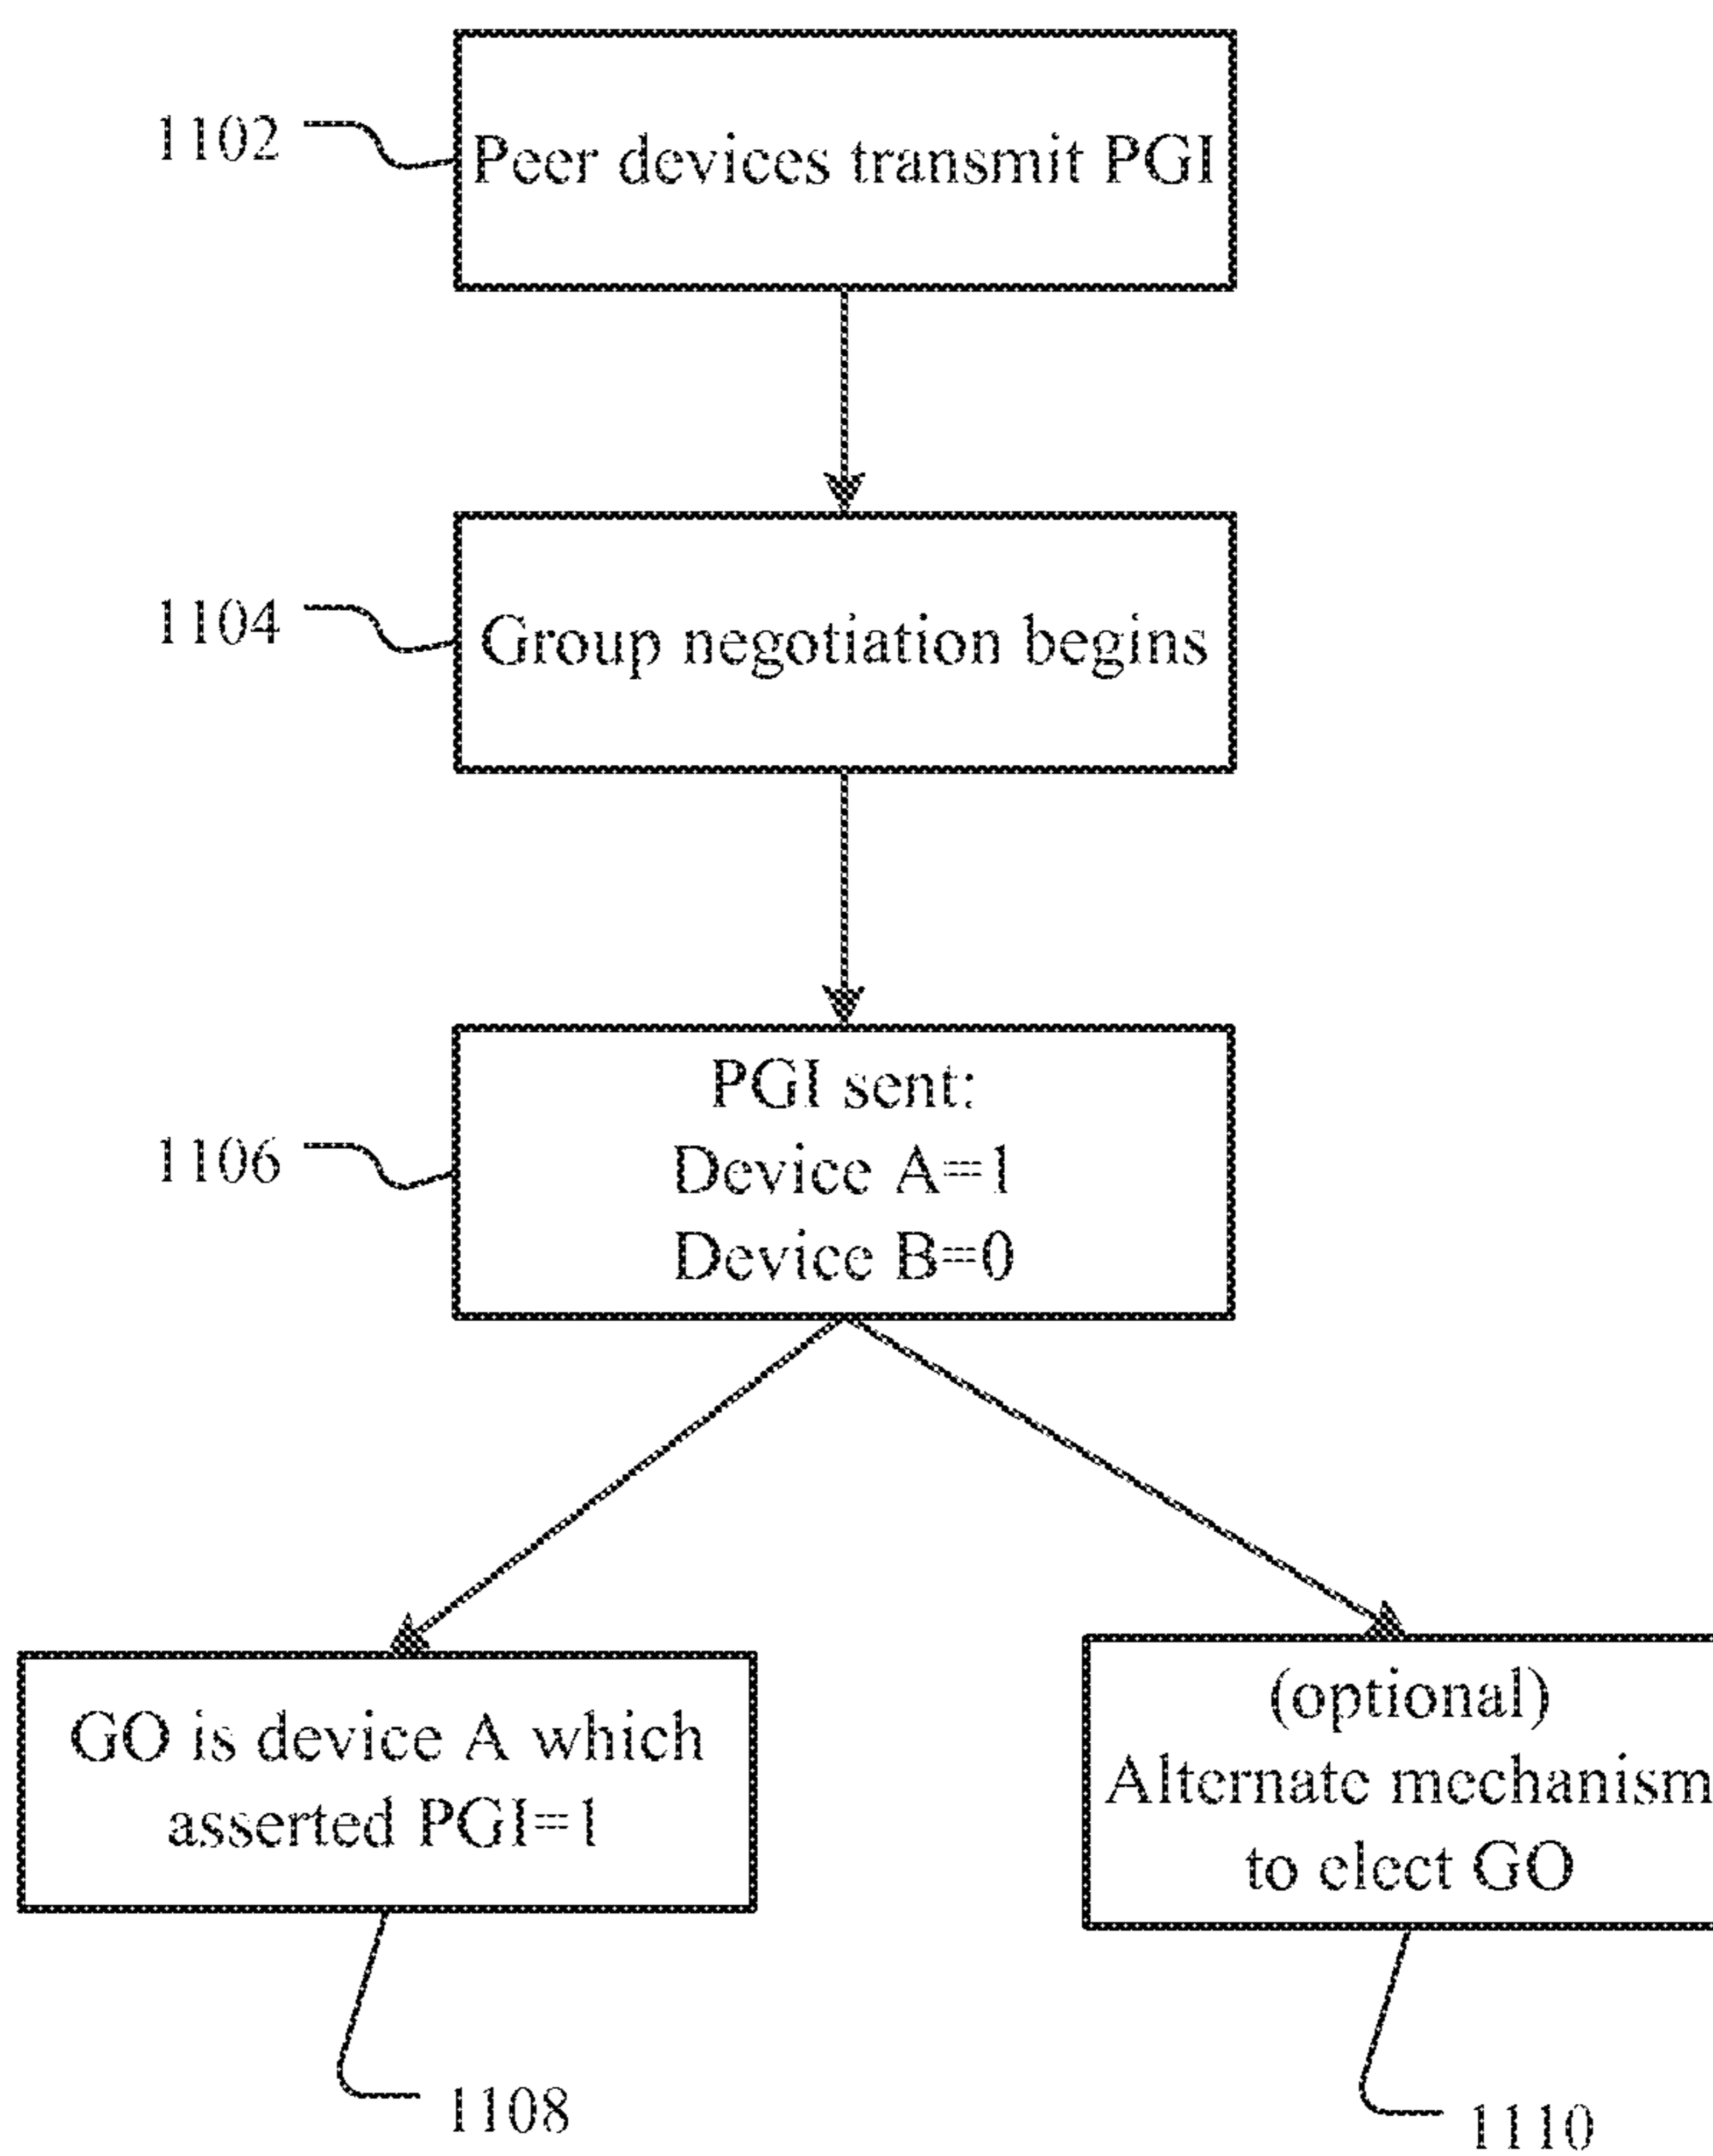 1102
Peer devices transmit PGI
1104
Group negotiation begins
1106
PGI sent:
Device A=1
Device B=0
GO is device A which
asserted PGI=1
(optional)
Alternate mechanism
to elect GO
1108
1110